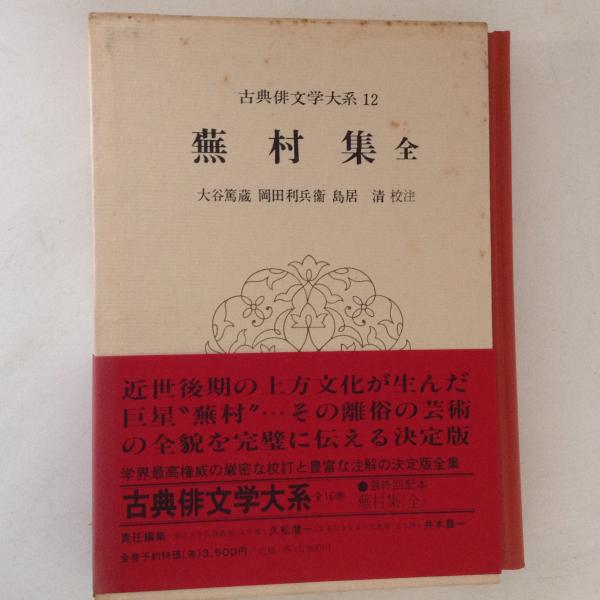 古典俳文学大系 12
蕪村集 全
大谷篤蔵 岡田利兵衞 島居 清 校注
近世後期の上方文化が生んだ
巨星〝蕪村〟…その離俗の芸術
の全貌を完璧に伝える決定版
学界最高権威の厳密な校訂と豊富な注解の決定版全集
古典俳文学大系 全16巻
●最終回配本
蕪村集(全)
責任編集 久松潜一 井本農一
全巻予約特価(各)3,500円